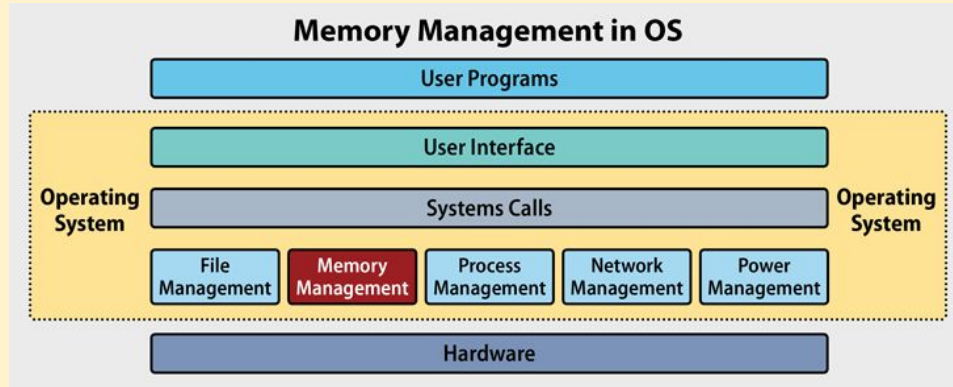 Memory Management in OS
User Programs
User Interface
Operating
System
Systems Calls
Operating
System
File
Management
Memory
Management
Process
Management
Network
Management
Power
Management
Hardware